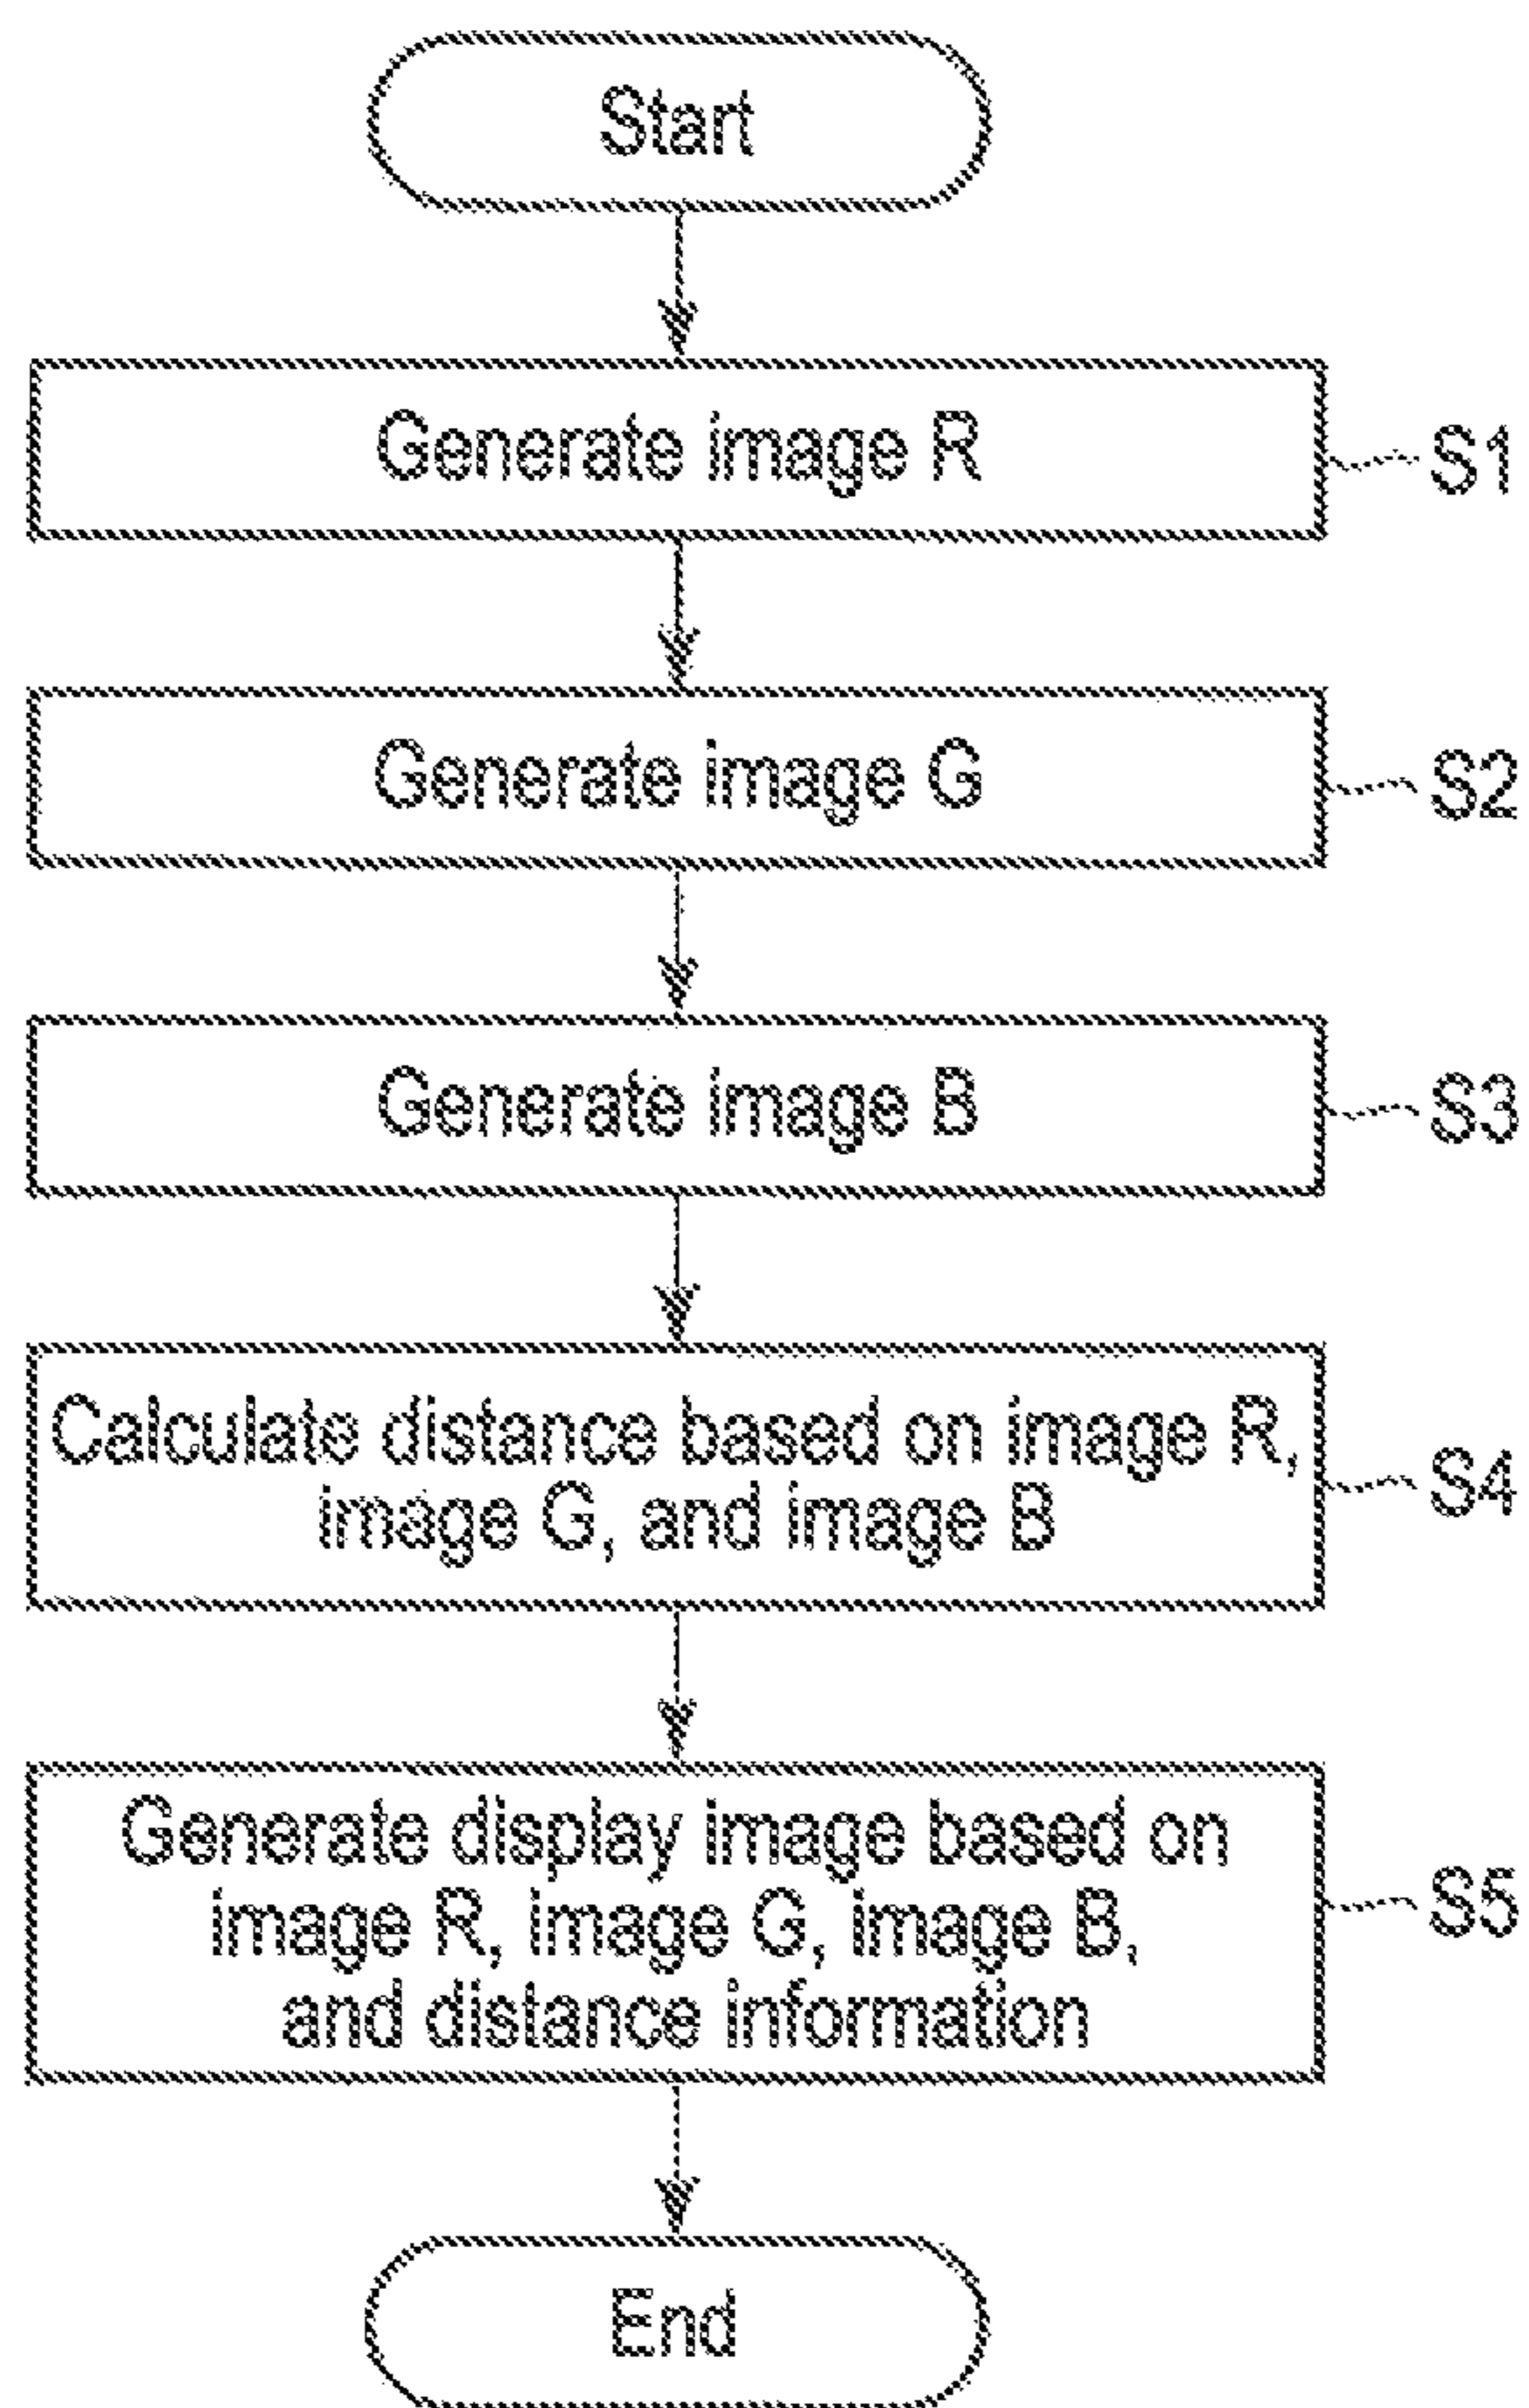 Start
Generate image R
S1
Generate image G
S2
Generate image B
S3
Calculate distance based on image R,
image G, and image B
S4
Generate display image based on
image R, image G, image B,
and distance information
S5
End